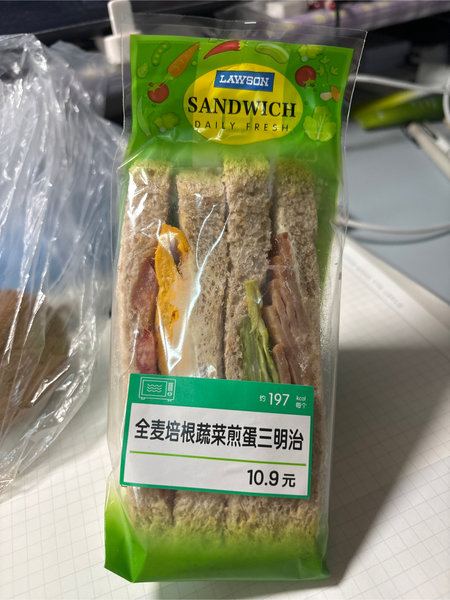 LAWSON
SANDWICH
DAILY FRESH
约 197 kcal 每个
全麦培根蔬菜煎蛋三明治
10.9 元